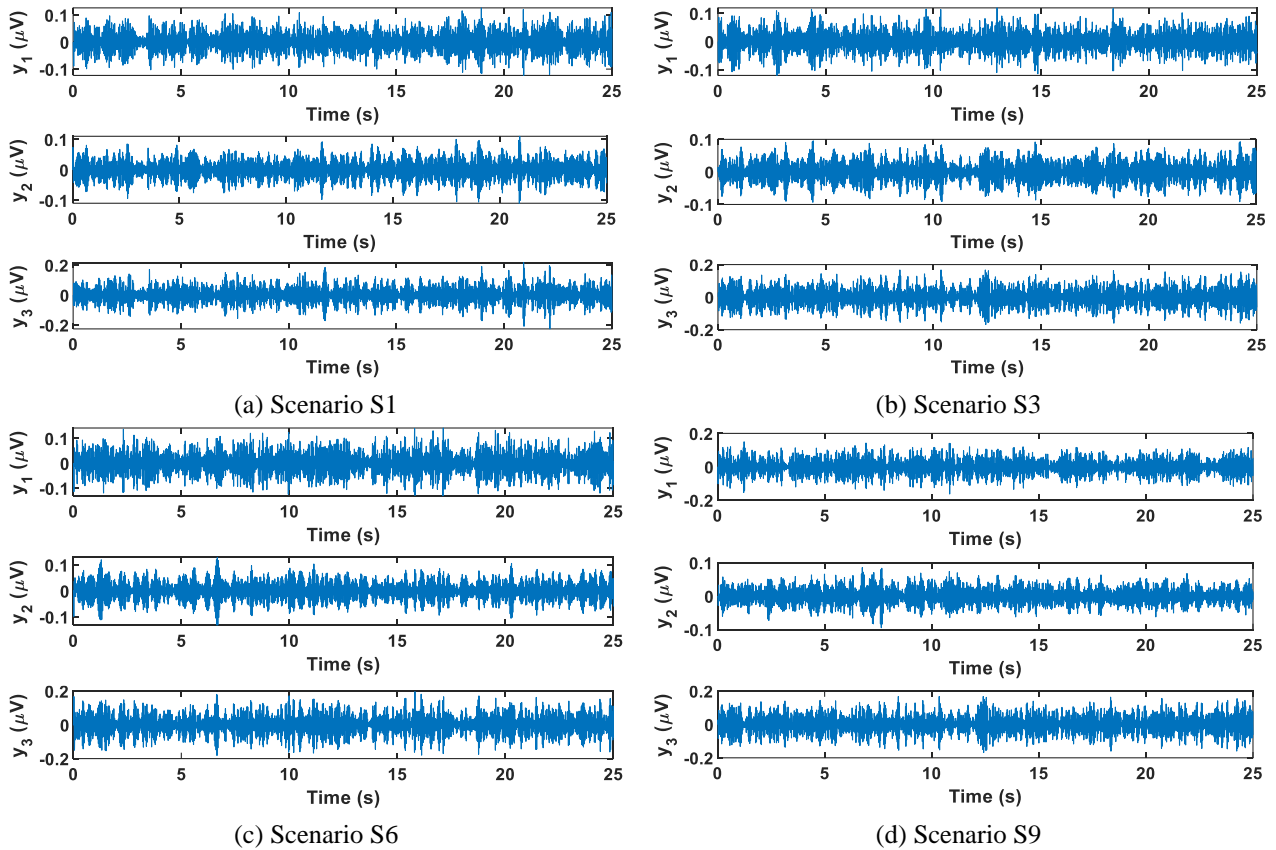 0.1
y1 (μV)
0
-0.1
0 5 10 15 20 25
Time (s)
0.1
y2 (μV)
0
-0.1
0 5 10 15 20 25
Time (s)
0.2
y3 (μV)
0
-0.2
0 5 10 15 20 25
Time (s)
(a) Scenario S1
0.1
y1 (μV)
0
-0.1
0 5 10 15 20 25
Time (s)
0.1
y2 (μV)
0
-0.1
0 5 10 15 20 25
Time (s)
0.2
y3 (μV)
0
-0.2
0 5 10 15 20 25
Time (s)
(b) Scenario S3
0.1
y1 (μV)
0
-0.1
0 5 10 15 20 25
Time (s)
0.1
y2 (μV)
0
-0.1
0 5 10 15 20 25
Time (s)
0.2
y3 (μV)
0
-0.2
0 5 10 15 20 25
Time (s)
(c) Scenario S6
0.2
y1 (μV)
0
-0.2
0 5 10 15 20 25
Time (s)
0.1
y2 (μV)
0
-0.1
0 5 10 15 20 25
Time (s)
0.2
y3 (μV)
0
-0.2
0 5 10 15 20 25
Time (s)
(d) Scenario S9